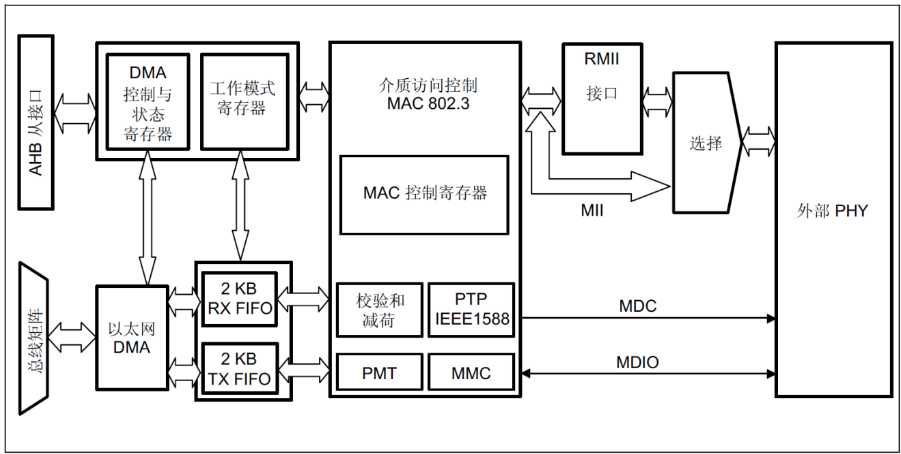 AHB 从接口
DMA
控制与
状态
寄存器
工作模式
寄存器
介质访问控制
MAC 802.3
RMII
接口
选择
外部 PHY
MAC 控制寄存器
MII
总线矩阵
以太网
DMA
2 KB
RX FIFO
2 KB
TX FIFO
校验和
减荷
PTP
IEEE1588
PMT
MMC
MDC
MDIO